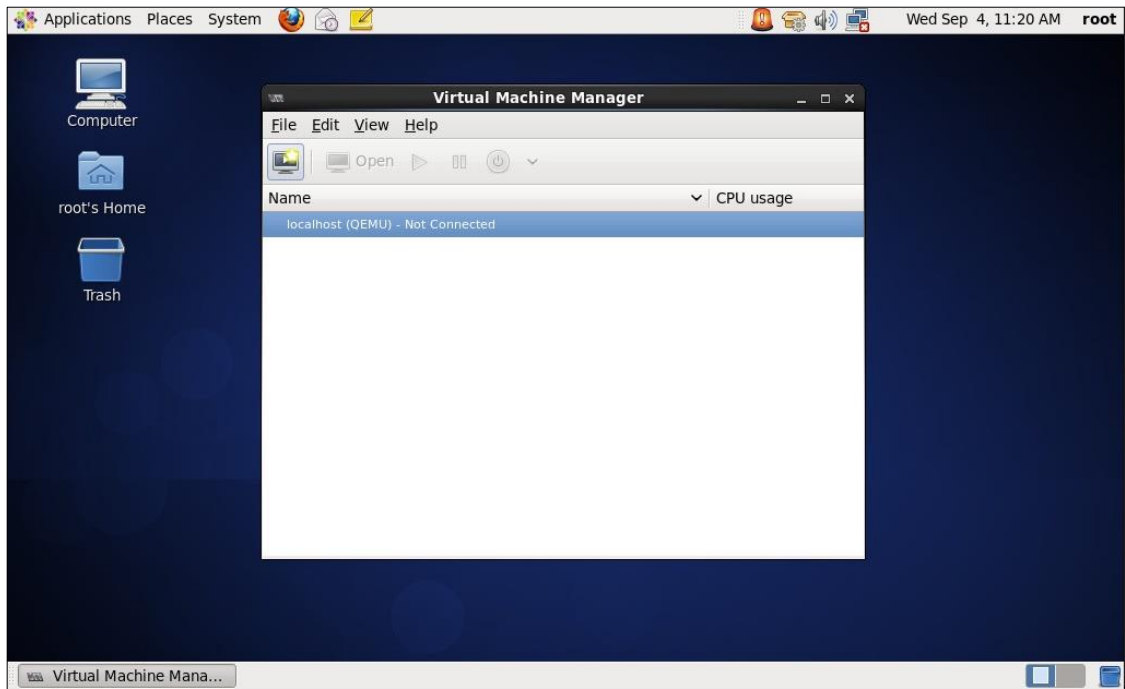 Applications Places System Wed Sep 4, 11:20 AM root
Computer
root's Home
Trash
Virtual Machine Manager
File Edit View Help
Open
Name CPU usage
localhost (QEMU) - Not Connected
Virtual Machine Mana...